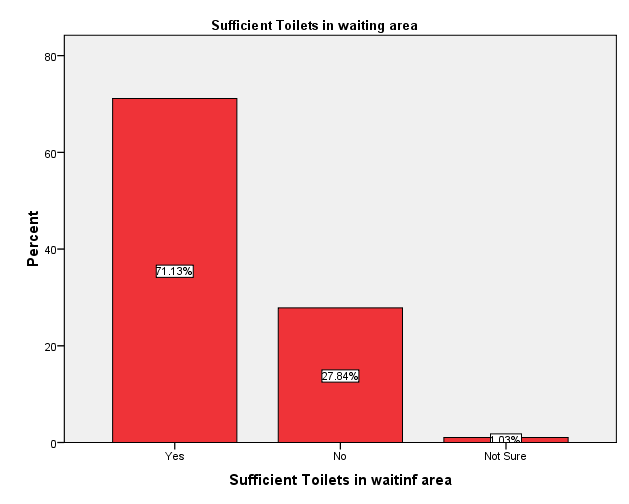 Sufficient Toilets in waiting area
80
60
40
20
0
Percent
71.13%
27.84%
1.03%
Yes
No
Not Sure
Sufficient Toilets in waitinf area